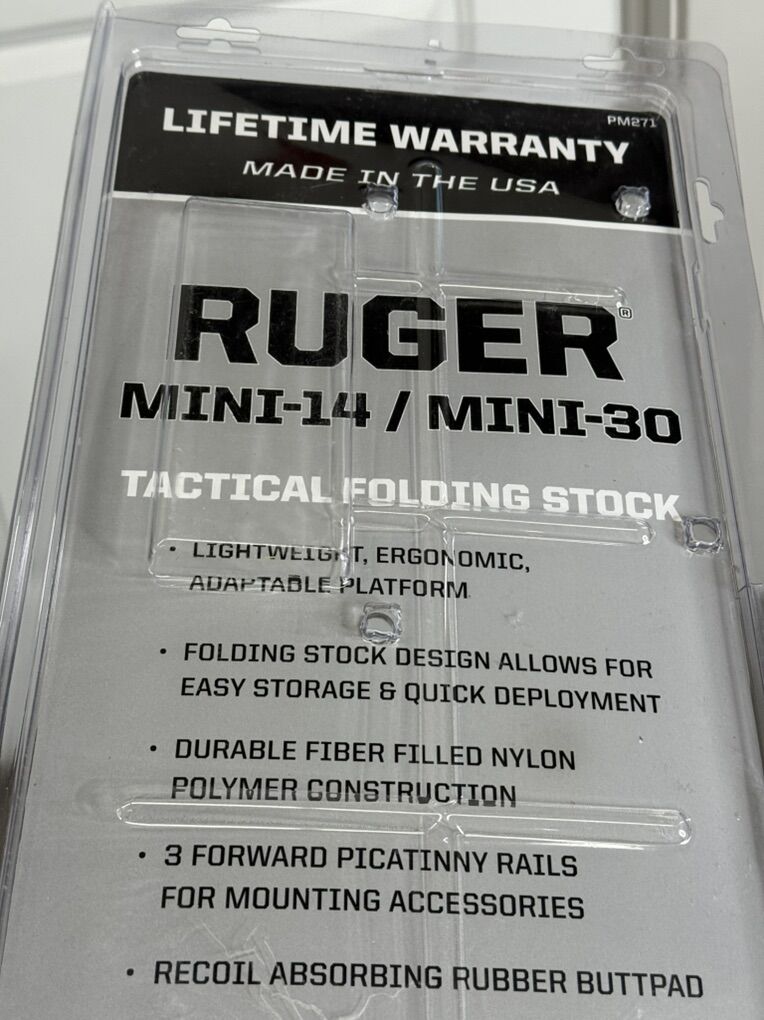 PM271
LIFETIME WARRANTY
MADE IN THE USA
RUGER®
MINI-14 / MINI-30
TACTICAL FOLDING STOCK
• LIGHTWEIGHT, ERGONOMIC,
ADAPTABLE PLATFORM
• FOLDING STOCK DESIGN ALLOWS FOR
EASY STORAGE & QUICK DEPLOYMENT
• DURABLE FIBER FILLED NYLON
POLYMER CONSTRUCTION
• 3 FORWARD PICATINNY RAILS
FOR MOUNTING ACCESSORIES
• RECOIL ABSORBING RUBBER BUTTPAD